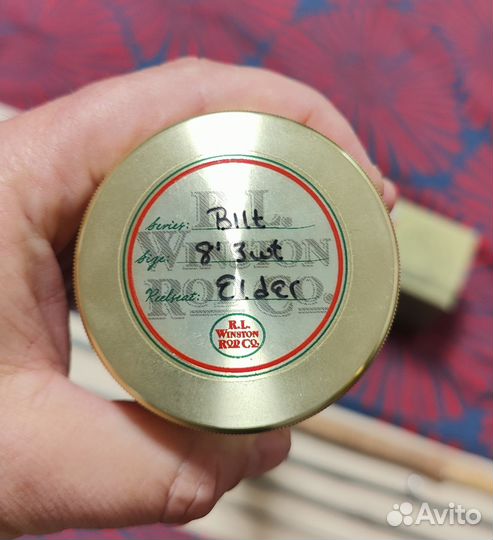 R.L.
WINSTON
ROD CO.
Series: BIIt
Size: 8' 3wt
Reelseat: Elder
R.L.
WINSTON
ROD CO.
Avito